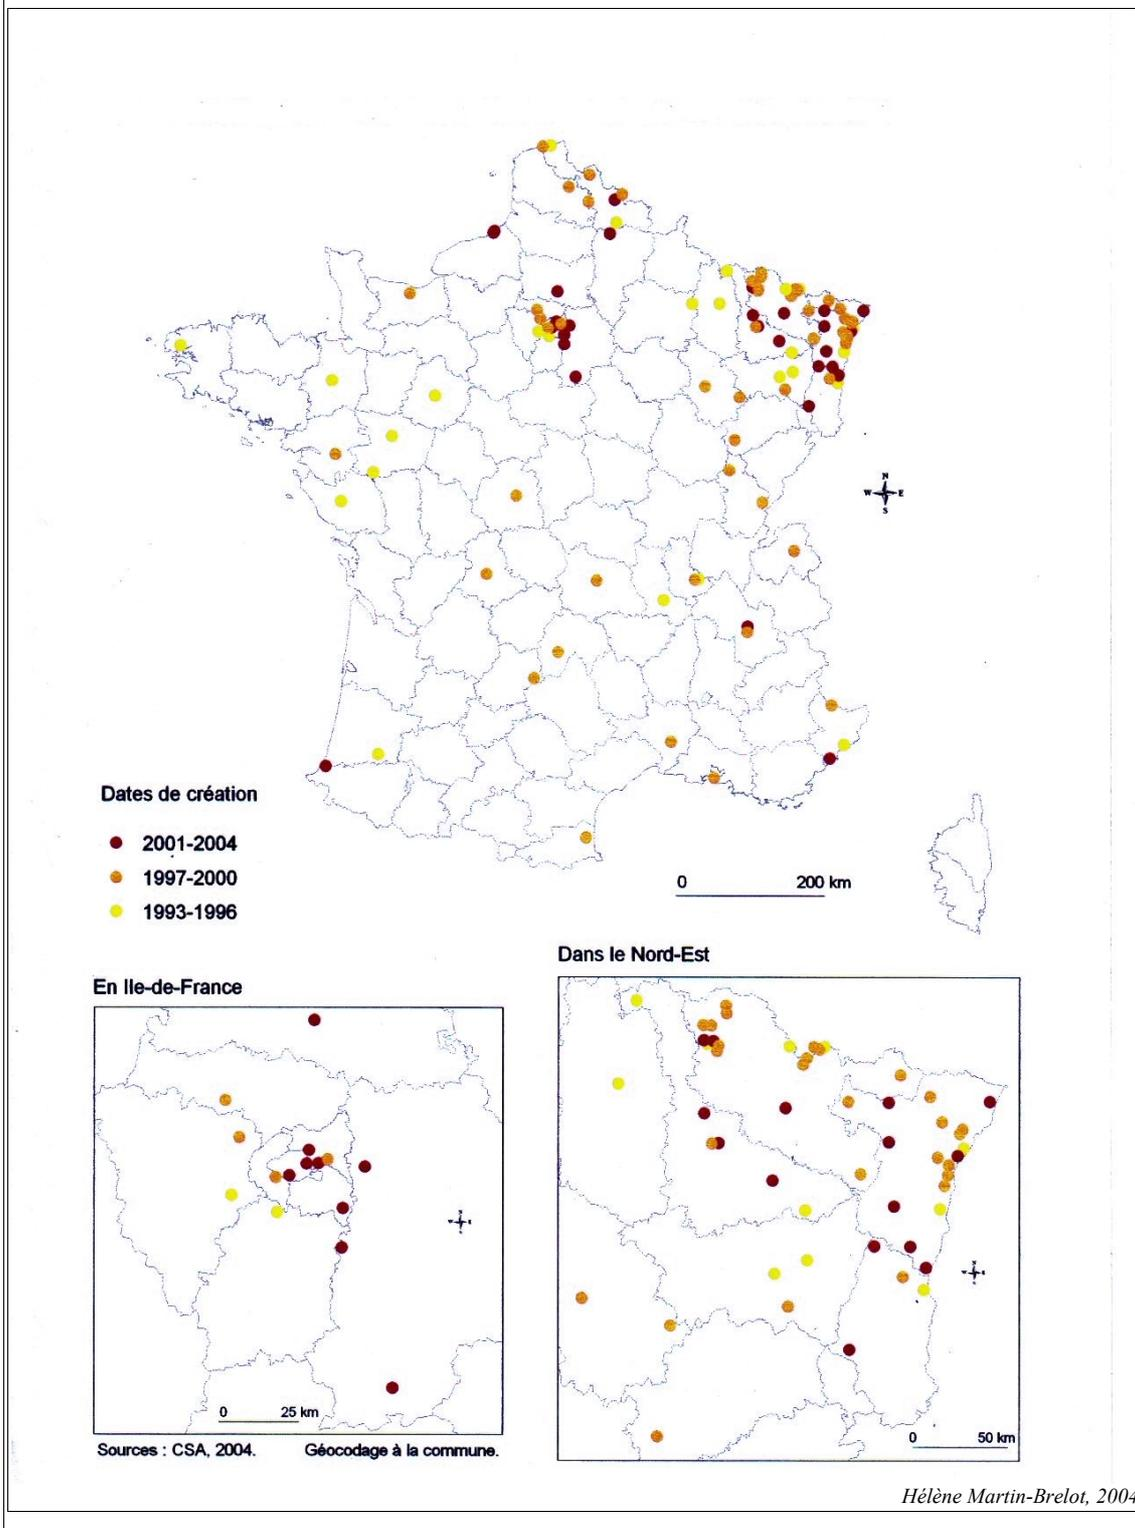 N
W E
S
Dates de création
2001-2004
1997-2000
1993-1996
0 200 km
Dans le Nord-Est
En Ile-de-France
N
W E
S
N
W E
S
0 25 km
0 50 km
Sources : CSA, 2004. Géocodage à la commune.
Hélène Martin-Brelot, 2004